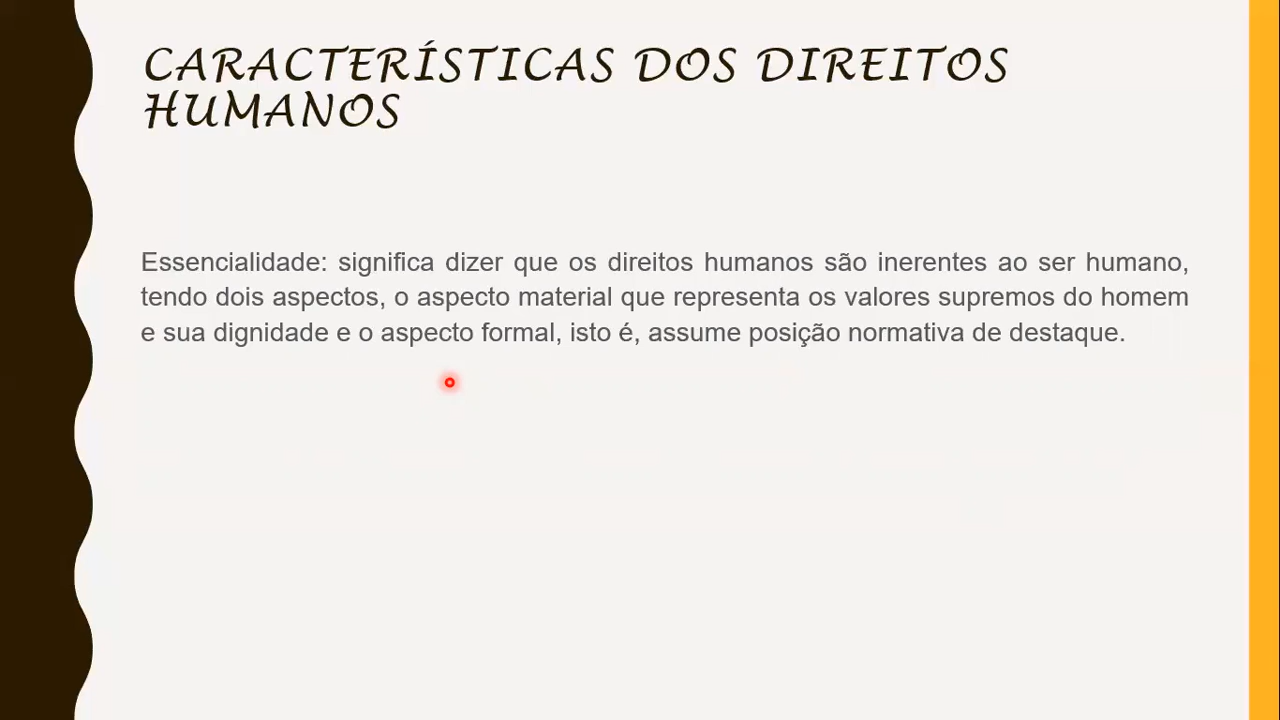 CARACTERÍSTICAS DOS DIREITOS
HUMANOS
Essencialidade: significa dizer que os direitos humanos são inerentes ao ser humano,
tendo dois aspectos, o aspecto material que representa os valores supremos do homem
e sua dignidade e o aspecto formal, isto é, assume posição normativa de destaque.